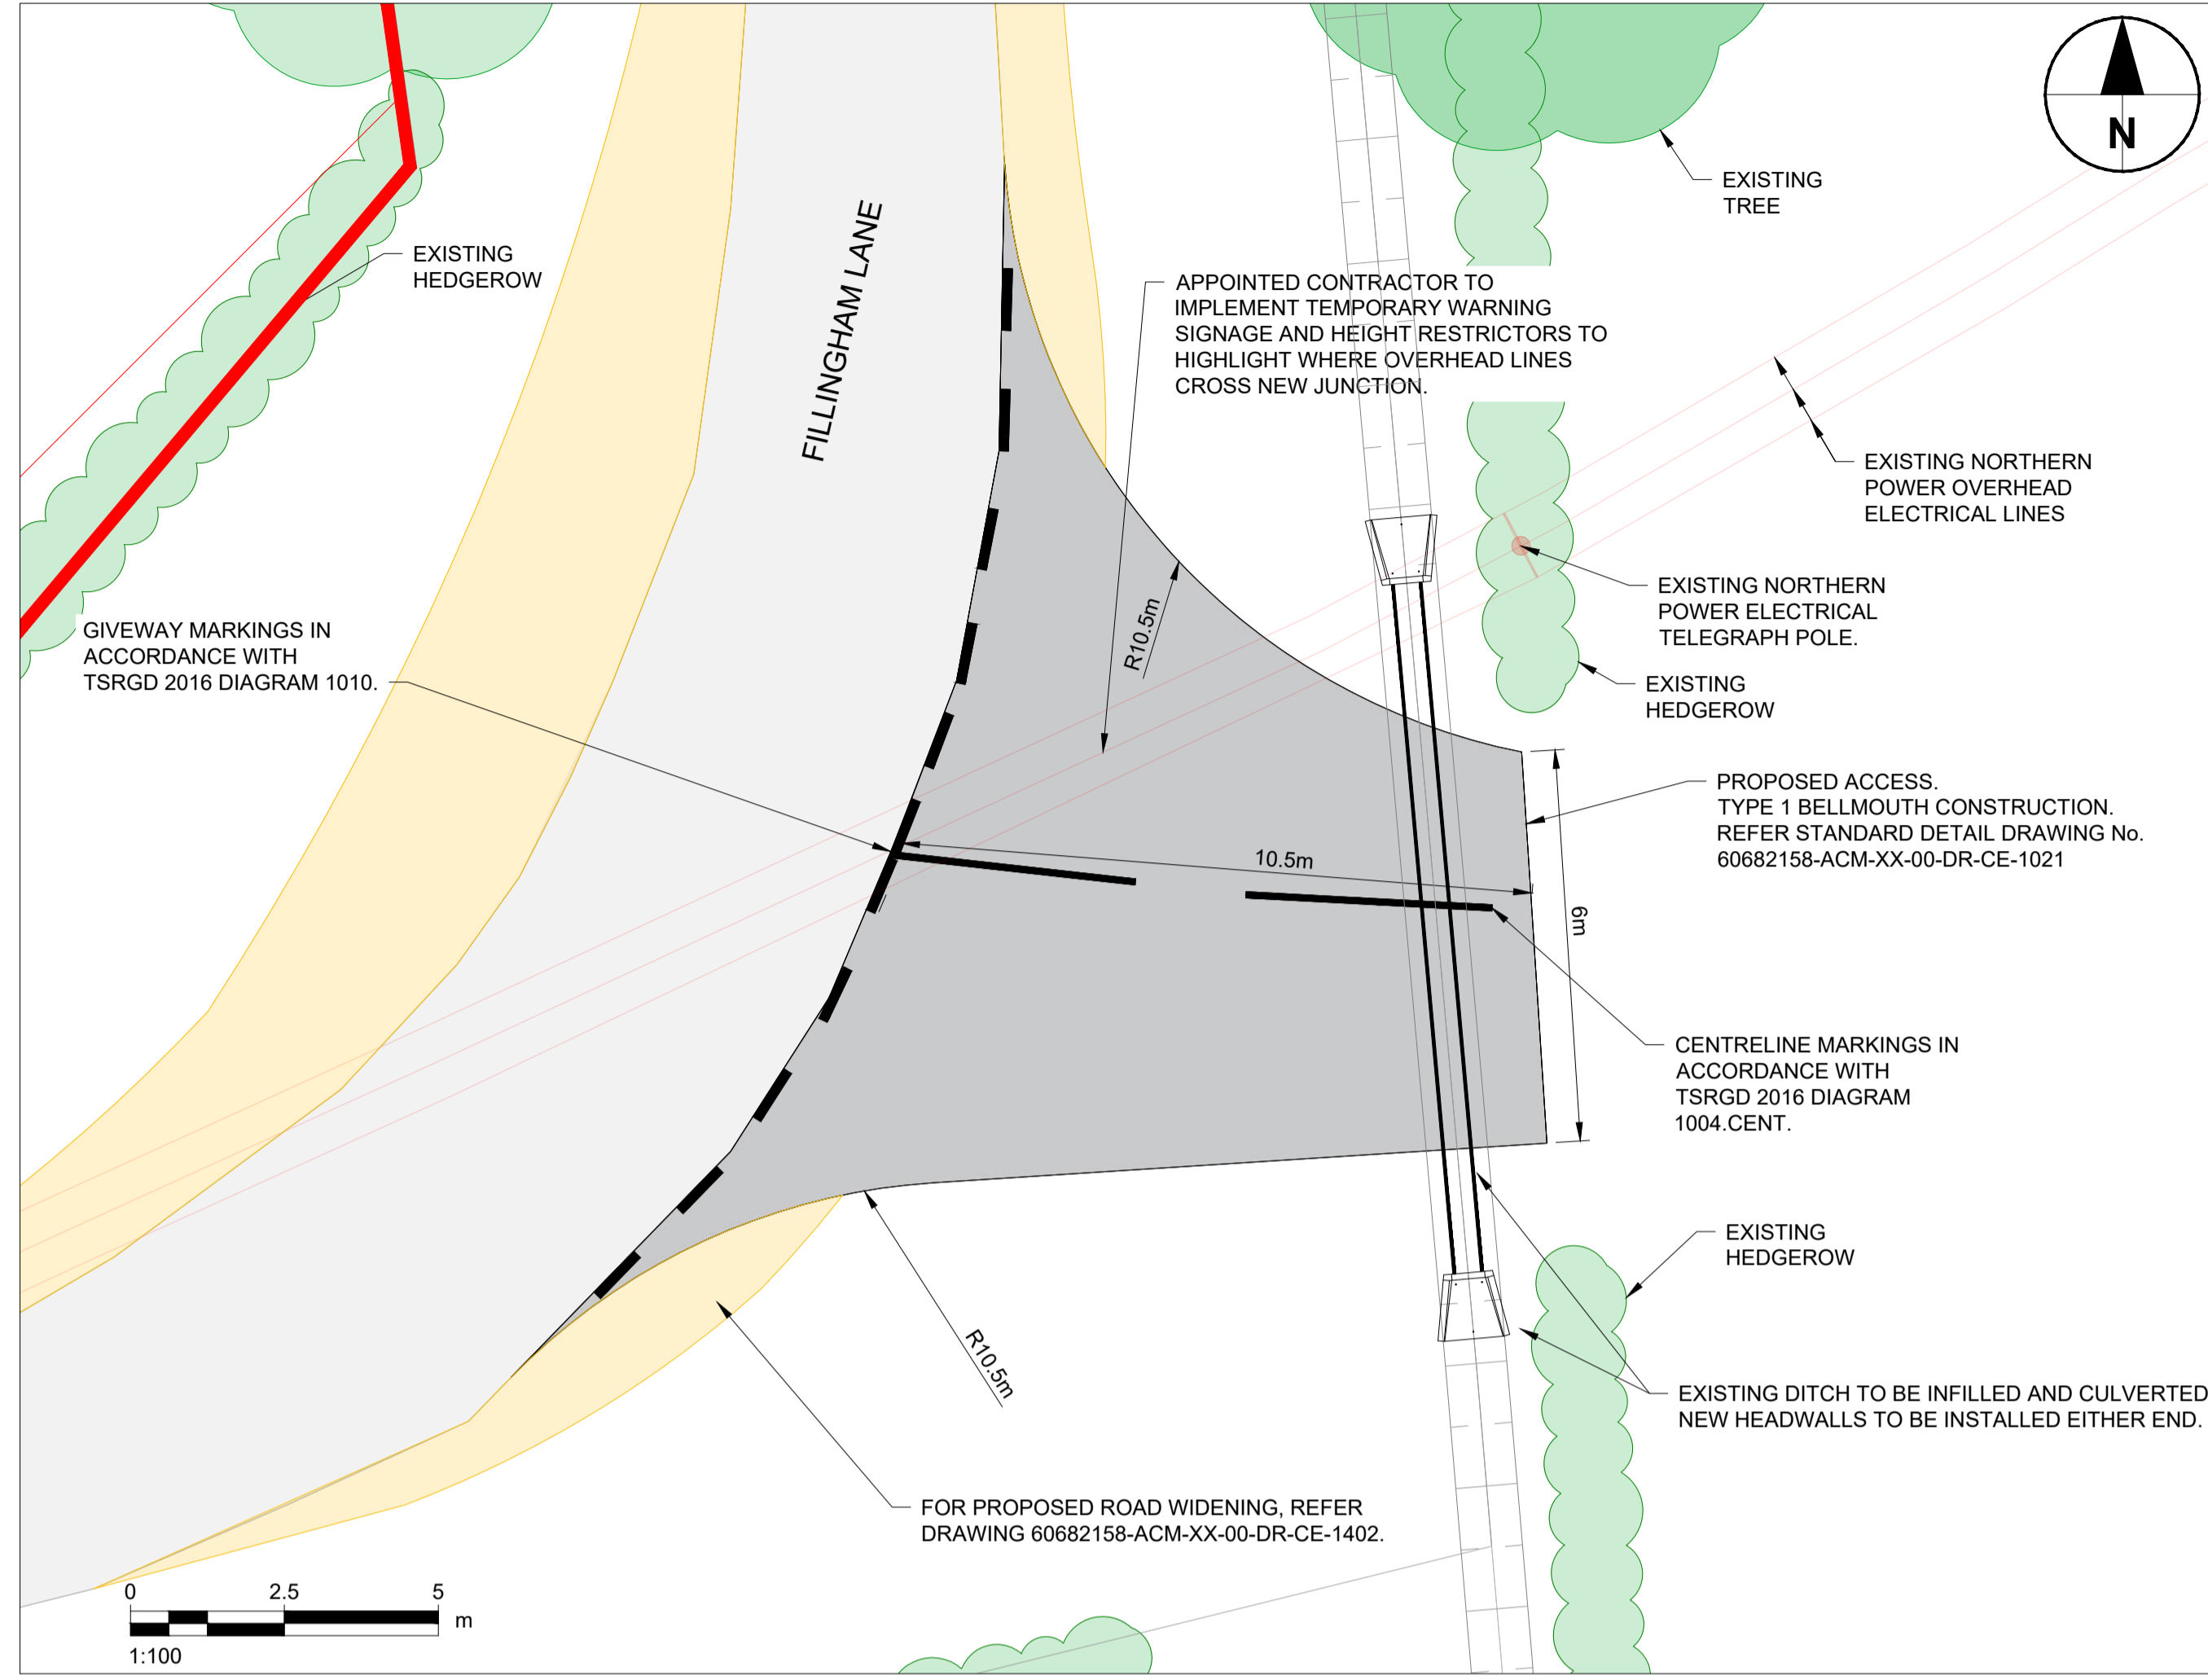 N
EXISTING
TREE
EXISTING
HEDGEROW
FILLINGHAM LANE
APPOINTED CONTRACTOR TO
IMPLEMENT TEMPORARY WARNING
SIGNAGE AND HEIGHT RESTRICTORS TO
HIGHLIGHT WHERE OVERHEAD LINES
CROSS NEW JUNCTION.
EXISTING NORTHERN
POWER OVERHEAD
ELECTRICAL LINES
EXISTING NORTHERN
POWER ELECTRICAL
TELEGRAPH POLE.
GIVEWAY MARKINGS IN
ACCORDANCE WITH
TSRGD 2016 DIAGRAM 1010.
R10.5m
EXISTING
HEDGEROW
PROPOSED ACCESS.
TYPE 1 BELLMOUTH CONSTRUCTION.
REFER STANDARD DETAIL DRAWING No.
60682158-ACM-XX-00-DR-CE-1021
10.5m
6m
CENTRELINE MARKINGS IN
ACCORDANCE WITH
TSRGD 2016 DIAGRAM
1004.CENT.
EXISTING
HEDGEROW
R10.5m
EXISTING DITCH TO BE INFILLED AND CULVERTED
NEW HEADWALLS TO BE INSTALLED EITHER END.
FOR PROPOSED ROAD WIDENING, REFER
DRAWING 60682158-ACM-XX-00-DR-CE-1402.
0 2.5 5
m
1:100